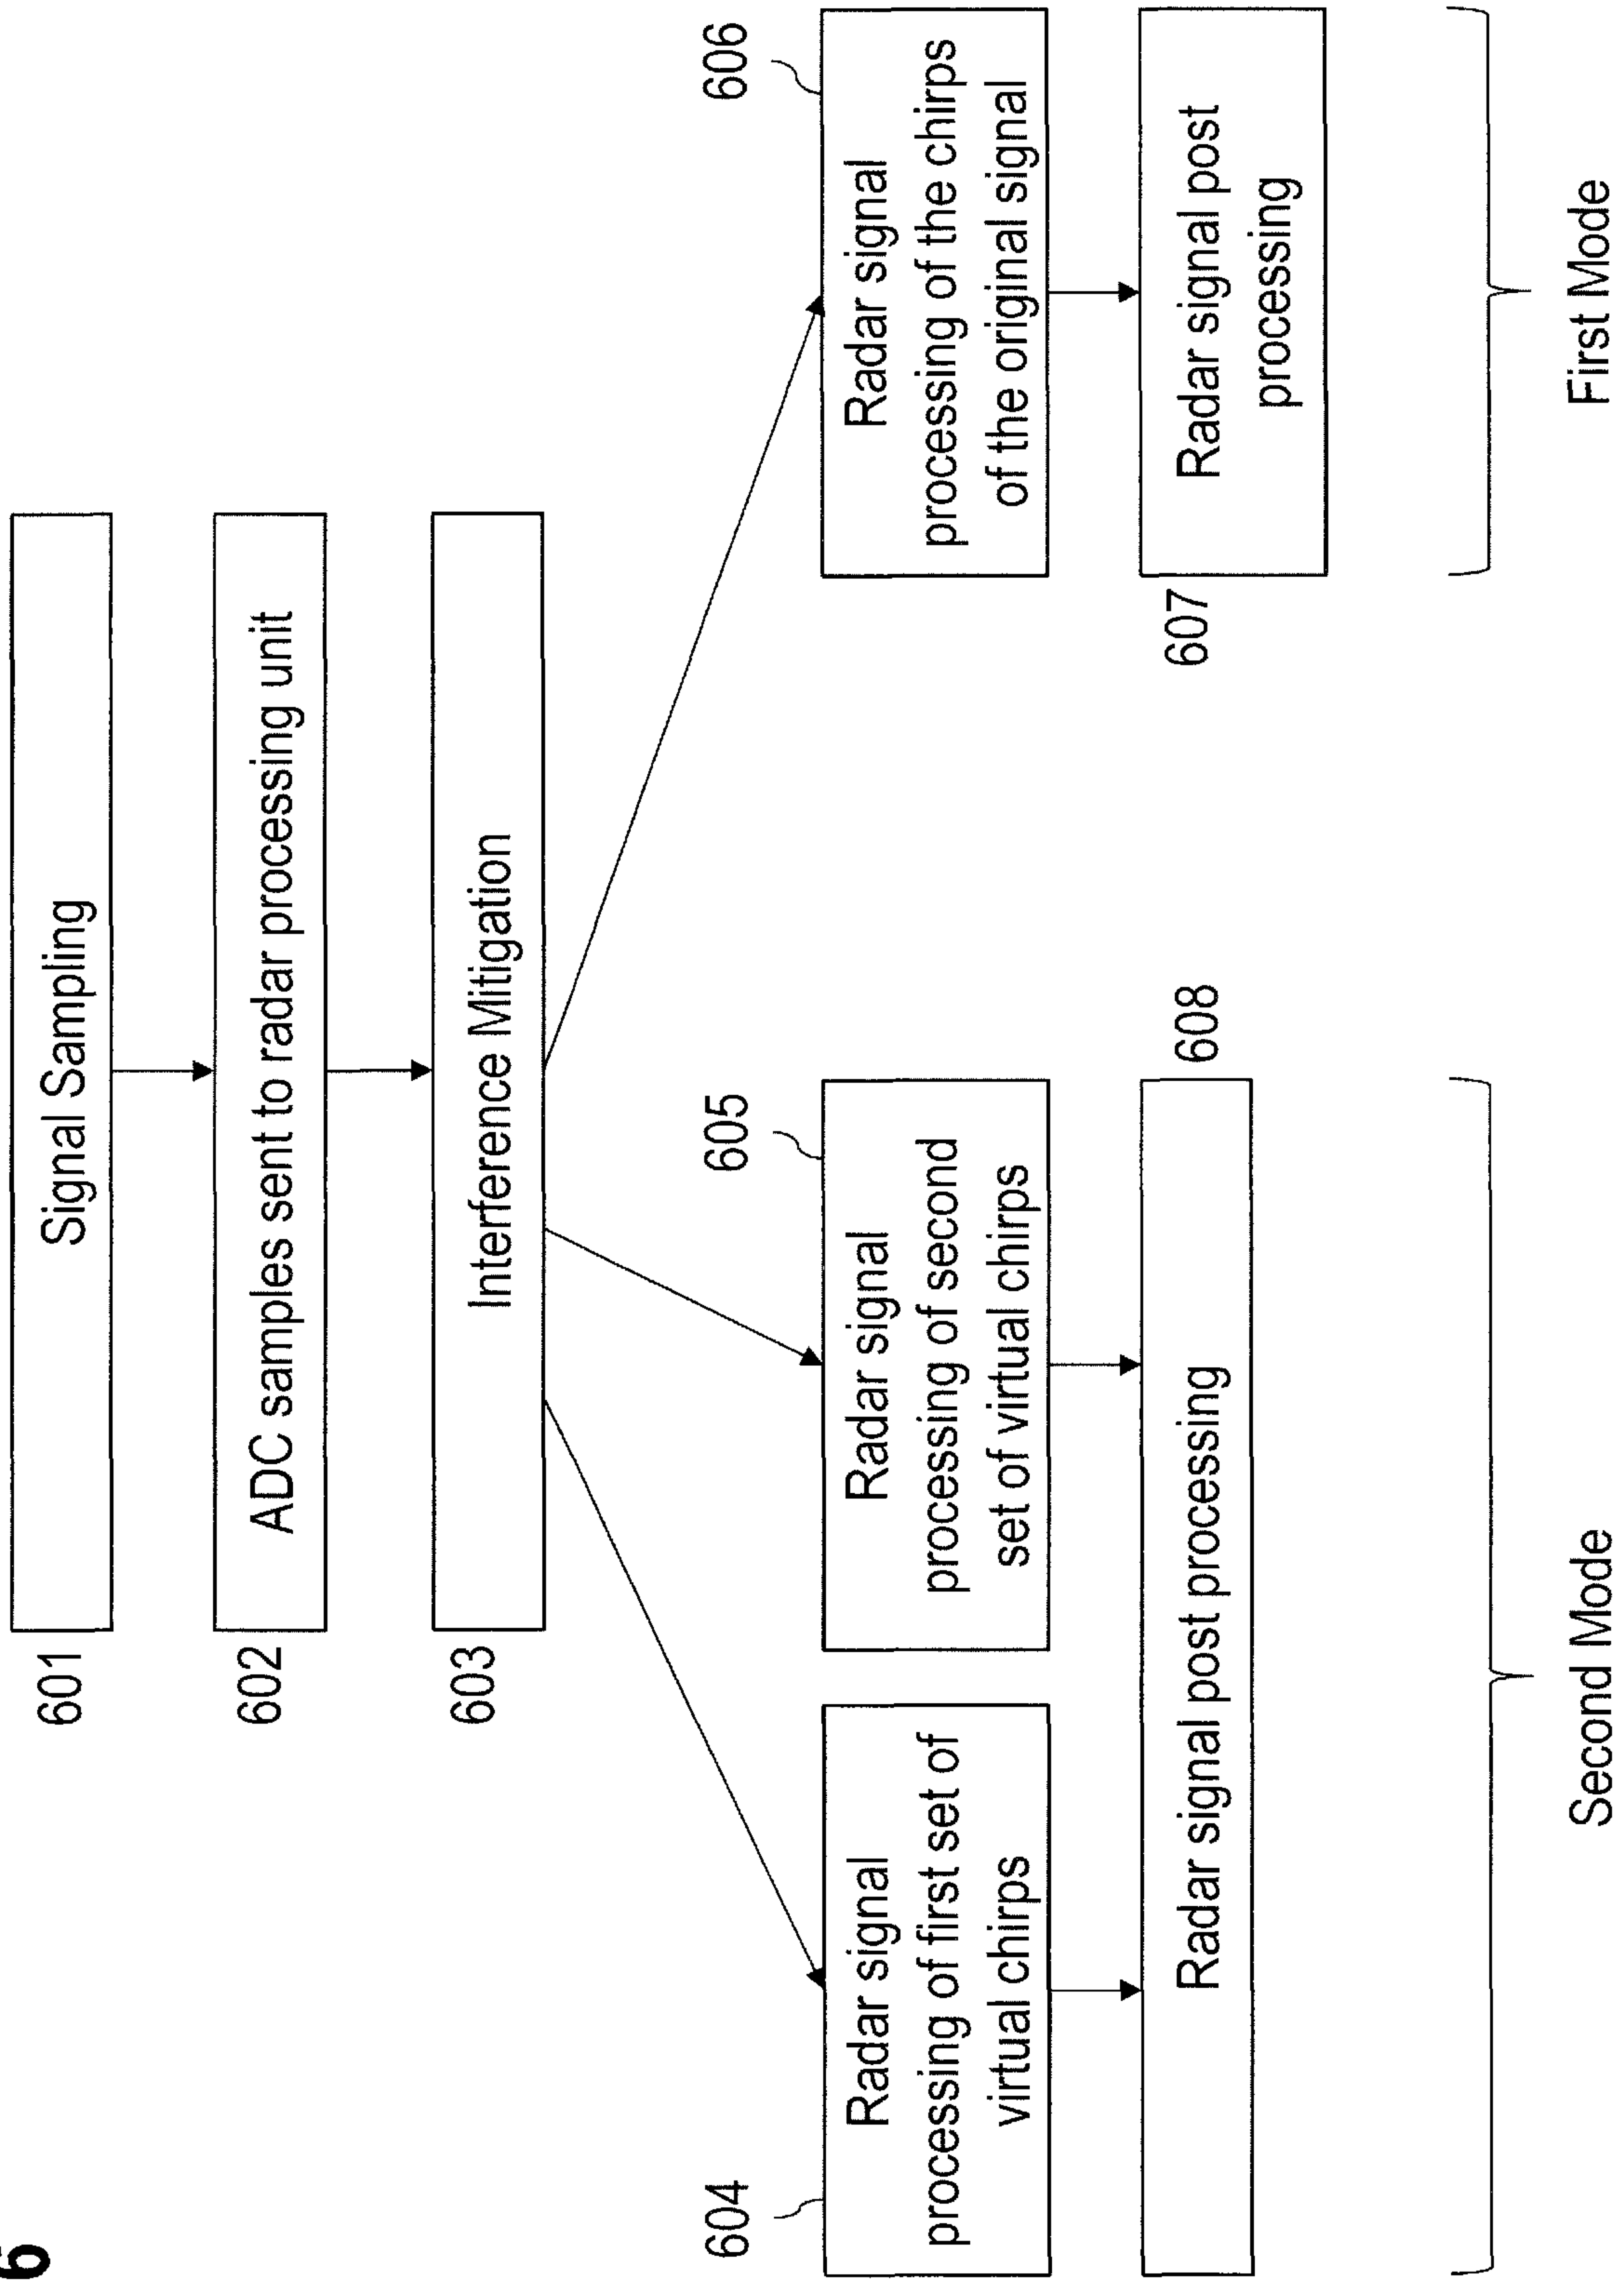 6
601
Signal Sampling
602
ADC samples sent to radar processing unit
603
Interference Mitigation
604
Radar signal
processing of first set of
virtual chirps
605
Radar signal
processing of second
set of virtual chirps
606
Radar signal
processing of the chirps
of the original signal
Radar signal post processing
608
607
Radar signal post
processing
Second Mode
First Mode